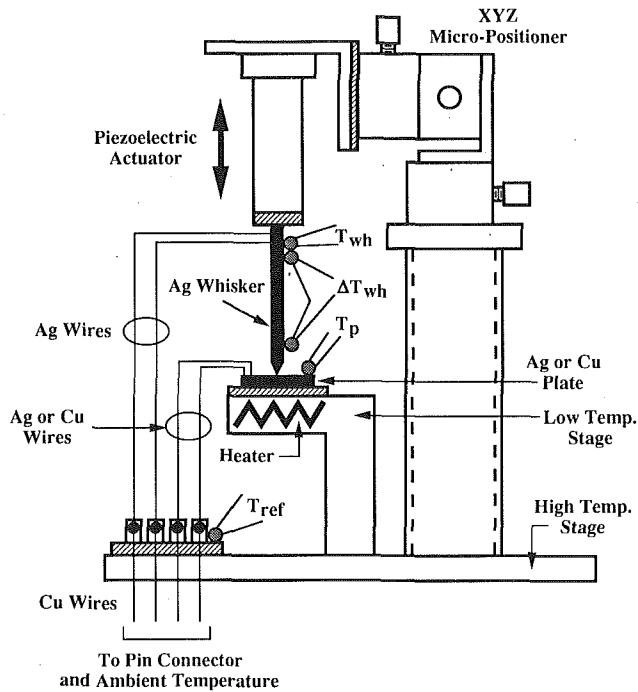 XYZ
Micro-Positioner
Piezoelectric
Actuator
Twh
Ag Whisker
ΔTwh
Ag Wires
Tp
Ag or Cu
Plate
Ag or Cu
Wires
Low Temp.
Stage
Heater
Tref
High Temp.
Stage
Cu Wires
To Pin Connector
and Ambient Temperature